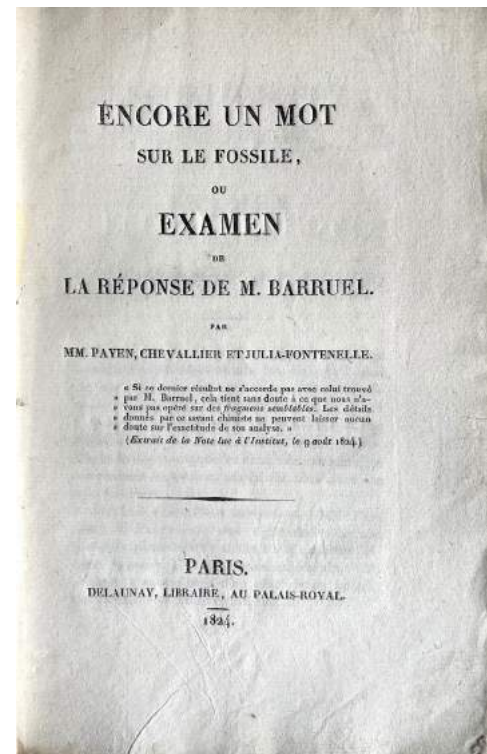 ENCORE UN MOT
SUR LE FOSSILE,
OU
EXAMEN
DE
LA RÉPONSE DE M. BARRUEL.
PAR
MM. PAYEN, CHEVALLIER ET JULIA-FONTENELLE.
« Si ce dernier résultat ne s'accorde pas avec celui trouvé
« par M. Barruel, cela tient sans doute à ce que nous n'a-
« vons pas opéré sur des fragmens semblables. Les détails
« donnés par ce savant chimiste ne peuvent laisser aucun
« doute sur l'exactitude de son analyse. »
(Extrait de la Note lue à l'Institut, le 9 août 1824.)
PARIS.
DELAUNAY, LIBRAIRE, AU PALAIS-ROYAL.
1824.